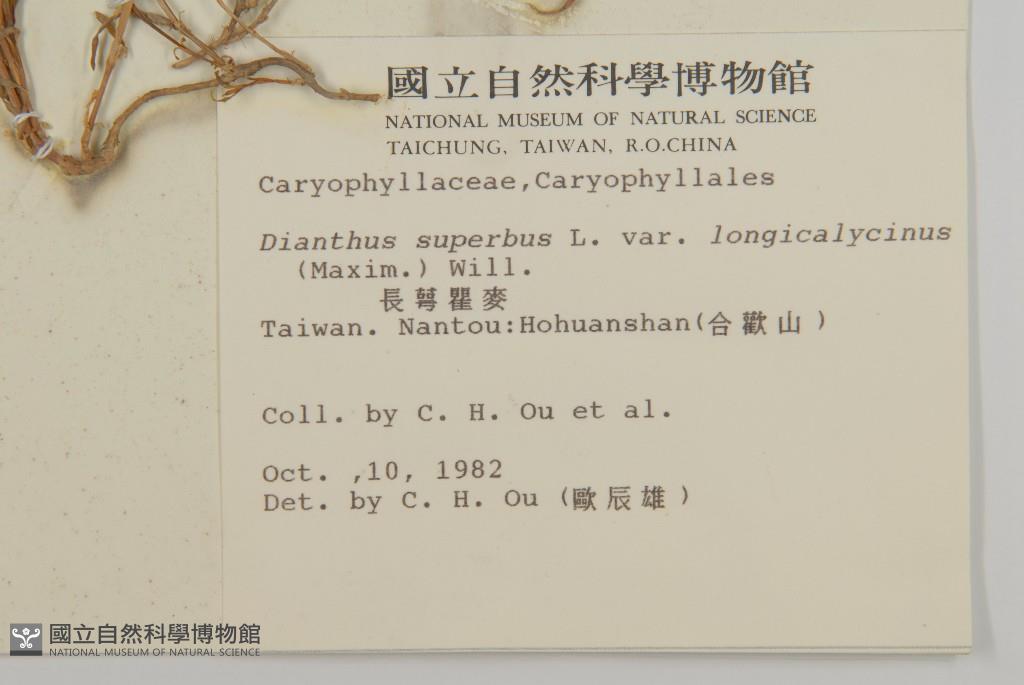 國立自然科學博物館
NATIONAL MUSEUM OF NATURAL SCIENCE
TAICHUNG, TAIWAN, R.O.CHINA
Caryophyllaceae,Caryophyllales
Dianthus superbus L. var. longicalycinus
(Maxim.) Will.
長萼瞿麥
Taiwan. Nantou:Hohuanshan(合歡山)
Coll. by C. H. Ou et al.
Oct. ,10, 1982
Det. by C. H. Ou (歐辰雄)
國立自然科學博物館
NATIONAL MUSEUM OF NATURAL SCIENCE